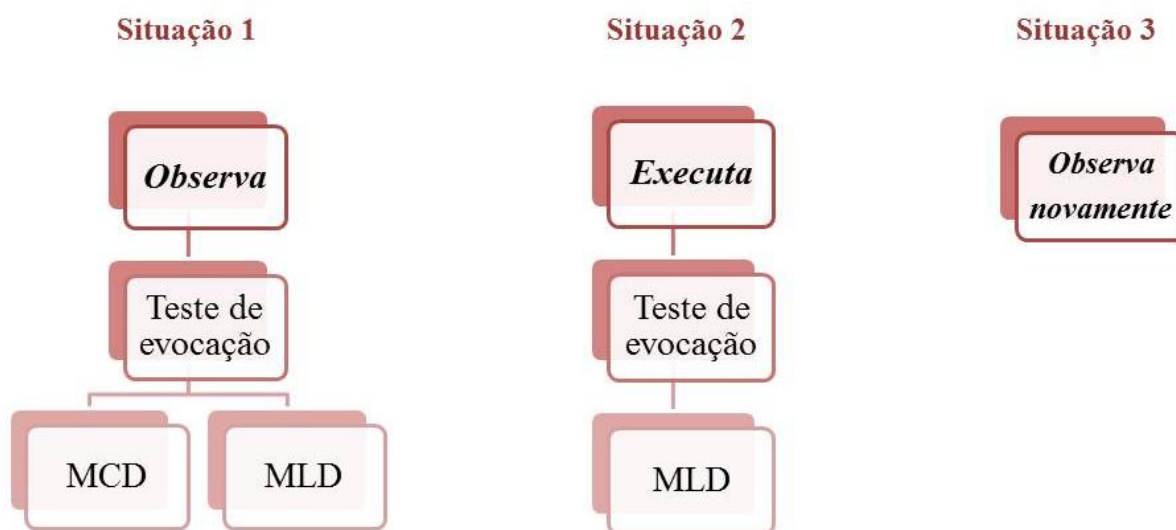 Situação 1
Situação 2
Situação 3
Observa
Executa
Observa
novamente
Teste de
evocação
Teste de
evocação
MCD
MLD
MLD